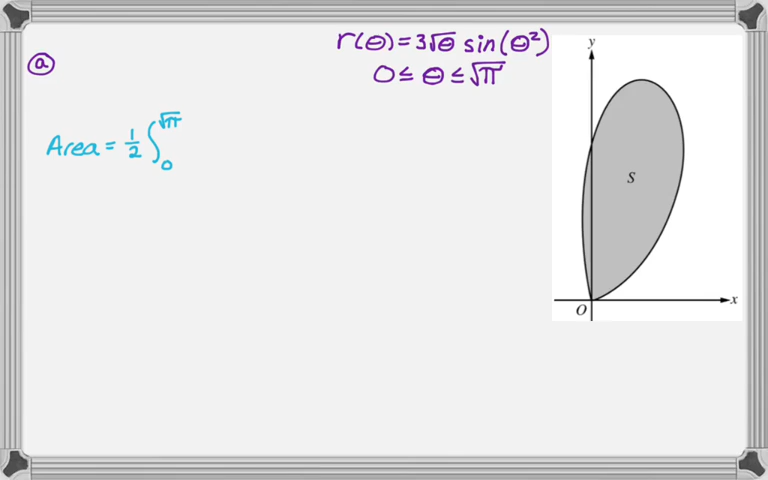 r(θ) = 3√θ sin(θ²)
0 ≤ θ ≤ √π
a
Area = 1/2 ∫₀^√π
y
S
O
x